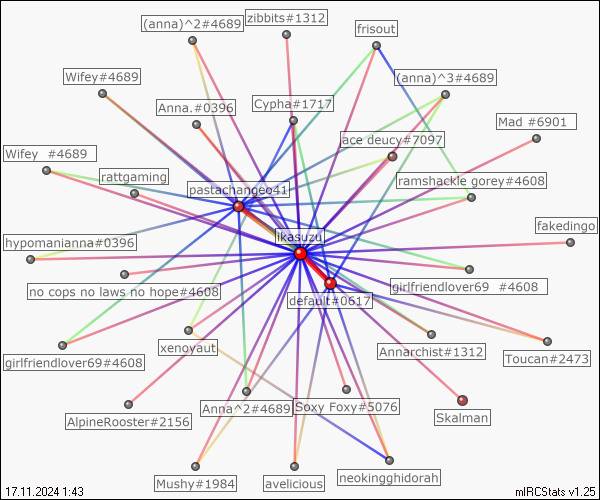 zibbits#1312
(anna)^2#4689
frisout
Wifey#4689
(anna)^3#4689
Anna.#0396
Cypha#1717
Mad #6901
ace deucy#7097
Wifey #4689
rattgaming
pastachangeo41
ramshackle gorey#4608
fakedingo
ikasuzu
hypomanianna#0396
no cops no laws no hope#4608
girlfriendlover69 #4608
default#0617
xenoyaut
Annarchist#1312
girlfriendlover69#4608
Toucan#2473
AlpineRooster#2156
Anna^2#4689
Soxy Foxy#5076
Skalman
Mushy#1984
avelicious
neokingghidorah
17.11.2024 1:43
mIRCStats v1.25